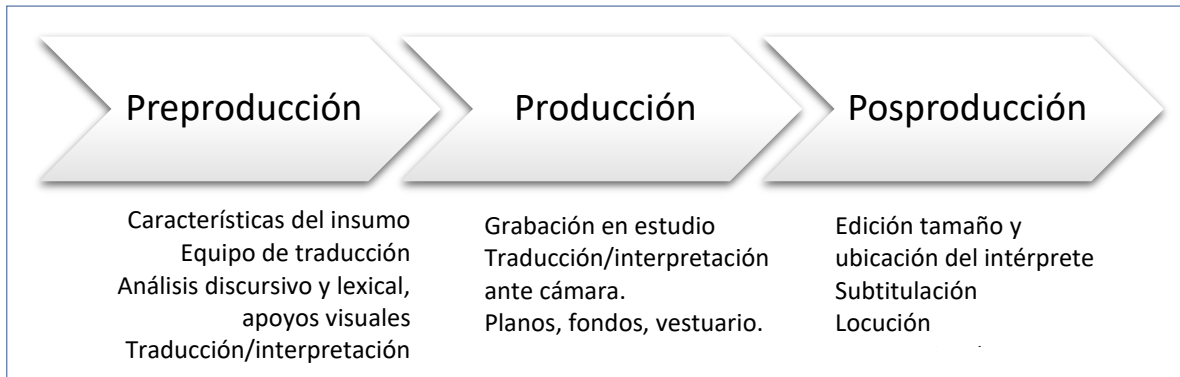 Preproducción
Producción
Posproducción
Características del insumo
Equipo de traducción
Análisis discursivo y lexical,
apoyos visuales
Traducción/interpretación
Grabación en estudio
Traducción/interpretación
ante cámara.
Planos, fondos, vestuario.
Edición tamaño y
ubicación del intérprete
Subtitulación
Locución